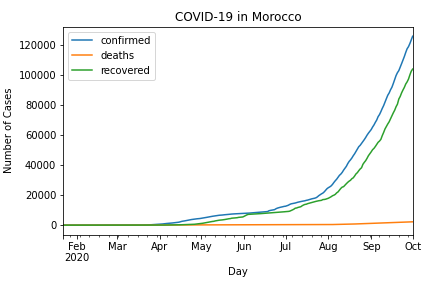 COVID-19 in Morocco
confirmed
deaths
recovered
120000
100000
80000
60000
40000
20000
0
Number of Cases
Feb Mar Apr May Jun Jul Aug Sep Oct
2020
Day